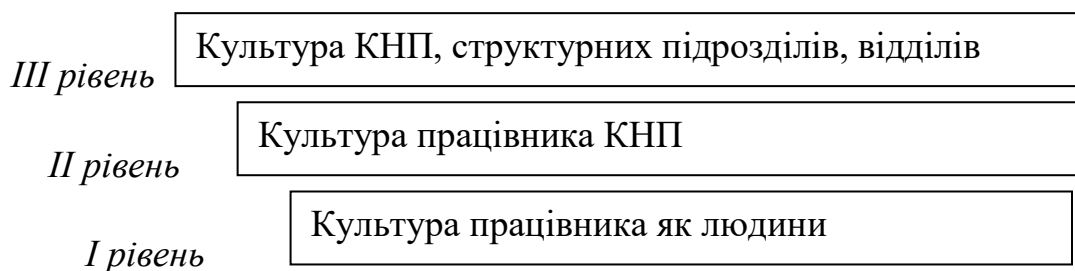 III рівень Культура КНП, структурних підрозділів, відділів
II рівень Культура працівника КНП
I рівень Культура працівника як людини